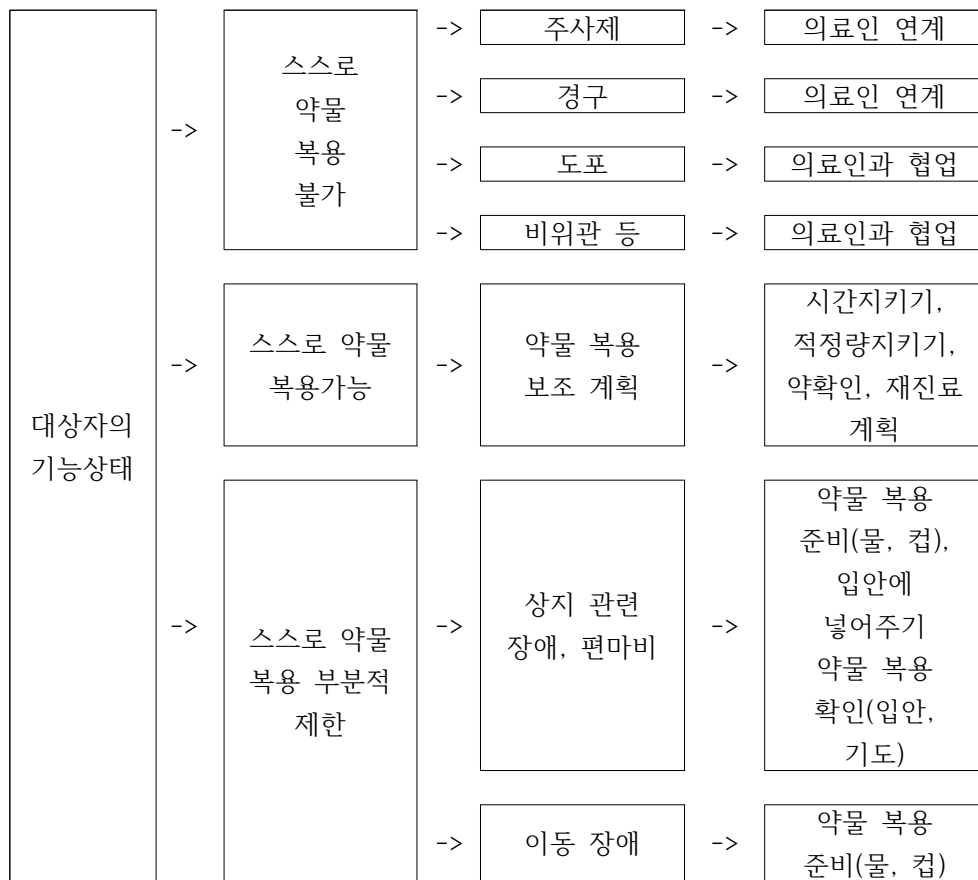 대상자의
기능상태
->
스스로
약물
복용
불가
->
주사제
->
의료인 연계
->
경구
->
의료인 연계
->
도포
->
의료인과 협업
->
비위관 등
->
의료인과 협업
->
스스로 약물
복용가능
->
약물 복용
보조 계획
->
시간지키기,
적정량지키기,
약확인, 재진료
계획
->
스스로 약물
복용 부분적
제한
->
상지 관련
장애, 편마비
->
약물 복용
준비(물, 컵),
입안에
넣어주기
약물 복용
확인(입안,
기도)
->
이동 장애
->
약물 복용
준비(물, 컵)